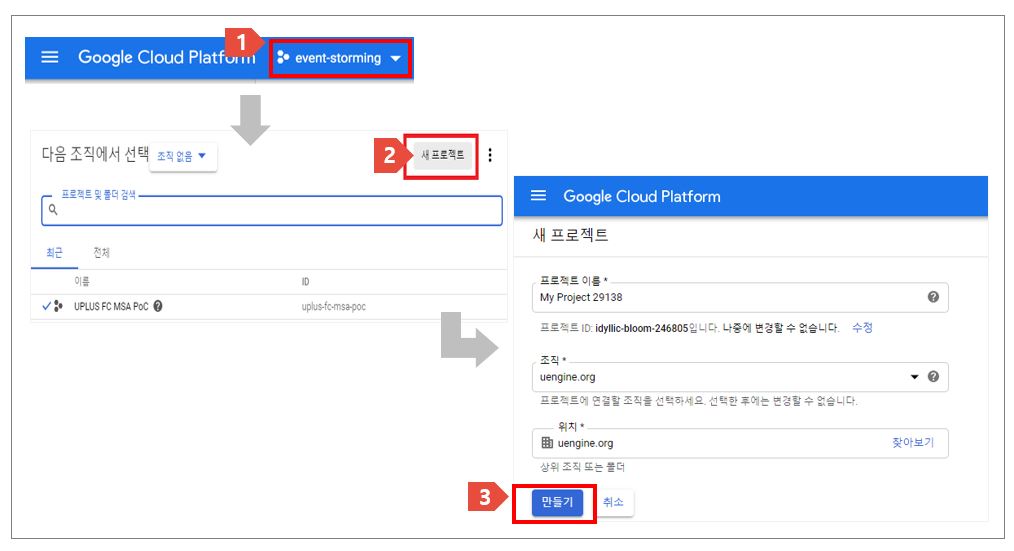 1
Google Cloud Platform
event-storming
다음 조직에서 선택
조직 없음
2
새 프로젝트
프로젝트 및 폴더 검색
최근
전체
이름
ID
UPLUS FC MSA PoC
uplus-fc-msa-poc
Google Cloud Platform
새 프로젝트
프로젝트 이름 *
My Project 29138
프로젝트 ID: idyllic-bloom-246805입니다. 나중에 변경할 수 없습니다. 수정
조직 *
uengine.org
프로젝트에 연결할 조직을 선택하세요. 선택한 후에는 변경할 수 없습니다.
위치 *
uengine.org
찾아보기
상위 조직 또는 폴더
3
만들기
취소